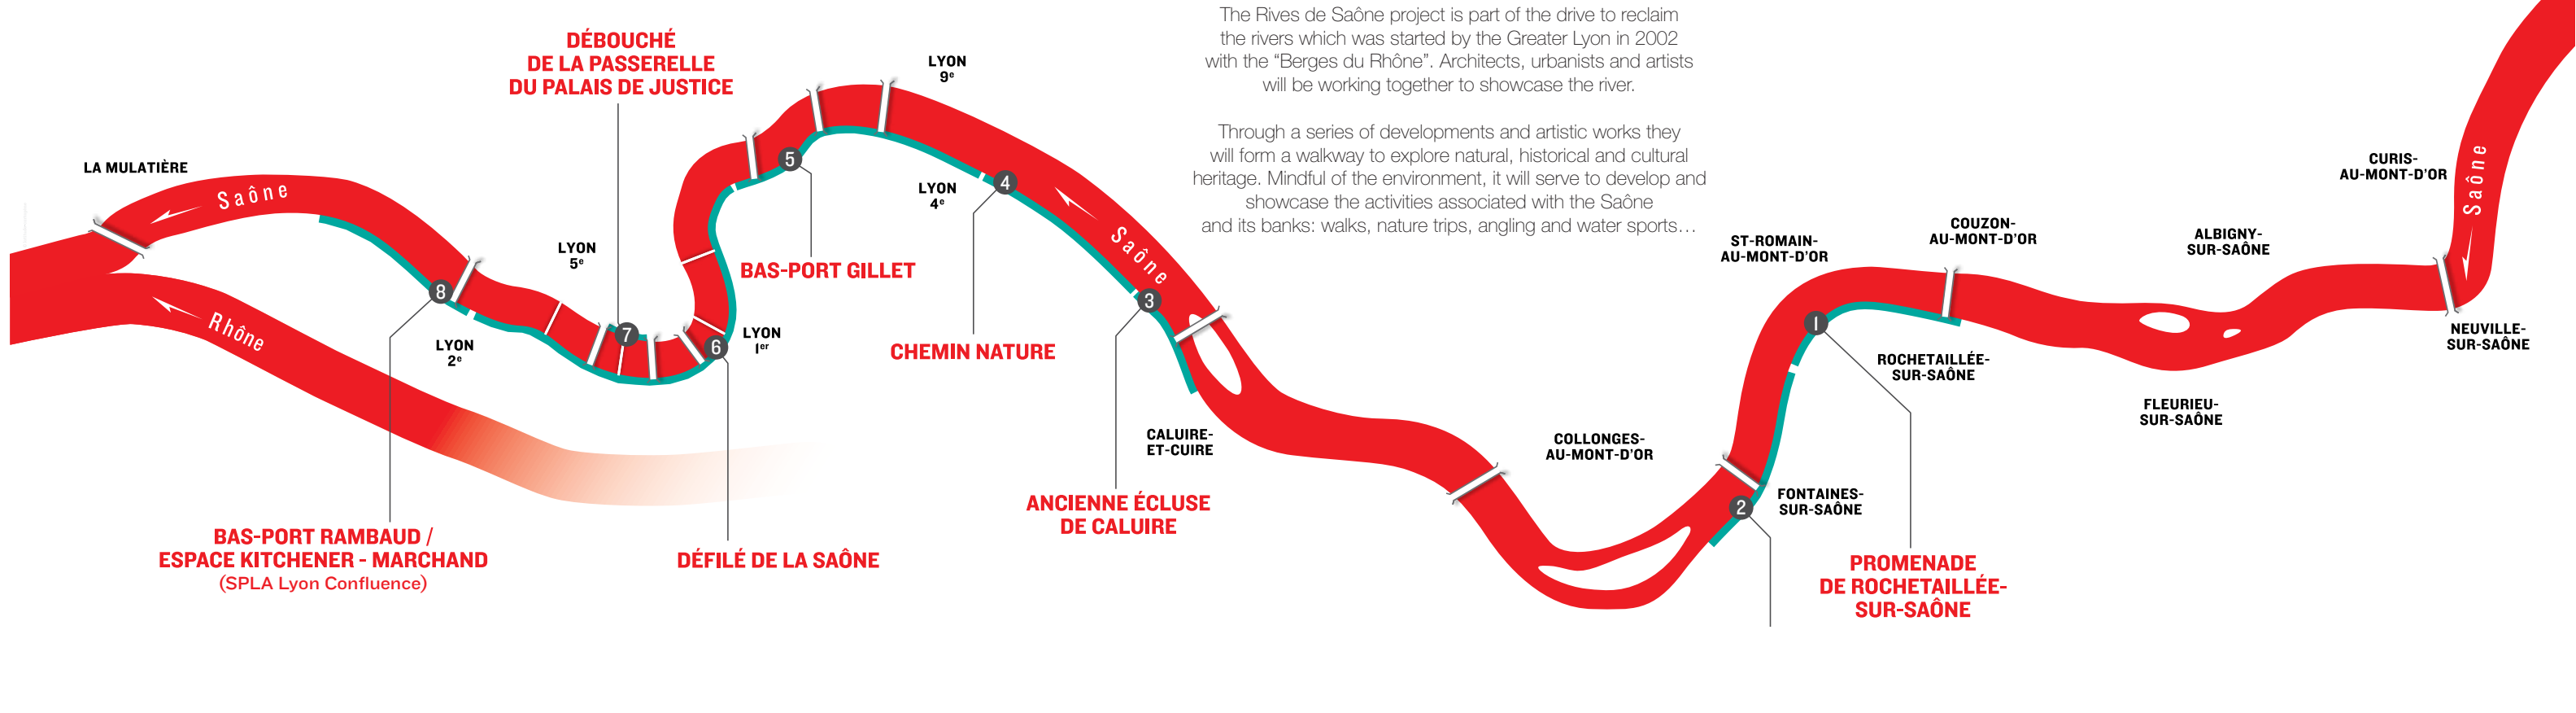 The Rives de Saône project is part of the drive to reclaim
the rivers which was started by the Greater Lyon in 2002
with the “Berges du Rhône”. Architects, urbanists and artists
will be working together to showcase the river.
Through a series of developments and artistic works they
will form a walkway to explore natural, historical and cultural
heritage. Mindful of the environment, it will serve to develop and
showcase the activities associated with the Saône
and its banks: walks, nature trips, angling and water sports…
DÉBOUCHÉ
DE LA PASSERELLE
DU PALAIS DE JUSTICE
LYON
9e
LA MULATIÈRE
Saône
LYON
5e
8
Rhône
LYON
2e
7
6
LYON
1er
5
BAS-PORT GILLET
LYON
4e
4
CHEMIN NATURE
Saône
3
CALUIRE-
ET-CUIRE
ANCIENNE ÉCLUSE
DE CALUIRE
BAS-PORT RAMBAUD /
ESPACE KITCHENER - MARCHAND
(SPLA Lyon Confluence)
DÉFILÉ DE LA SAÔNE
COLLONGES-
AU-MONT-D’OR
ST-ROMAIN-
AU-MONT-D’OR
1
2
FONTAINES-
SUR-SAÔNE
PROMENADE
DE ROCHETAILLÉE-
SUR-SAÔNE
COUZON-
AU-MONT-D’OR
ROCHETAILLÉE-
SUR-SAÔNE
ALBIGNY-
SUR-SAÔNE
FLEURIEU-
SUR-SAÔNE
CURIS-
AU-MONT-D’OR
Saône
NEUVILLE-
SUR-SAÔNE